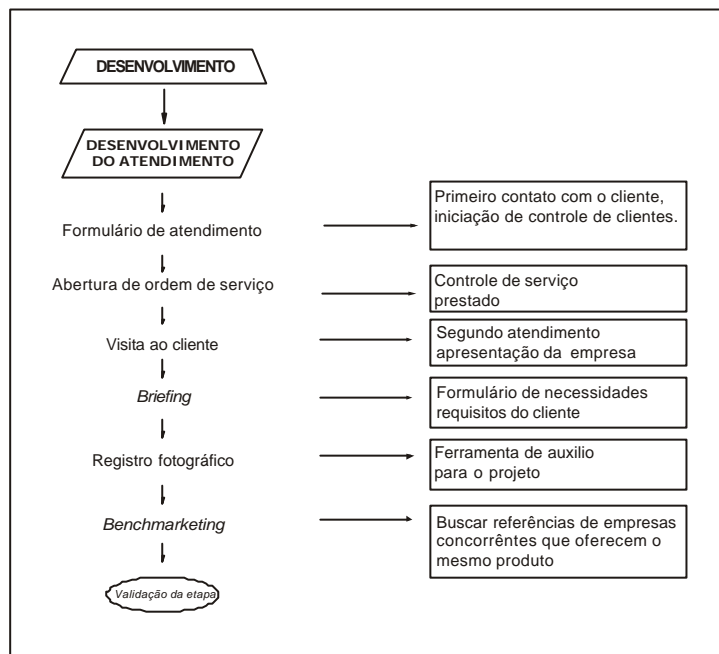 DESENVOLVIMENTO
DESENVOLVIMENTO
DO ATENDIMENTO
Formulário de atendimento
Primeiro contato com o cliente,
iniciação de controle de clientes.
Abertura de ordem de serviço
Controle de serviço
prestado
Visita ao cliente
Segundo atendimento
apresentação da empresa
Briefing
Formulário de necessidades
requisitos do cliente
Registro fotográfico
Ferramenta de auxilio
para o projeto
Benchmarketing
Buscar referências de empresas
concorrêntes que oferecem o
mesmo produto
Validação da etapa